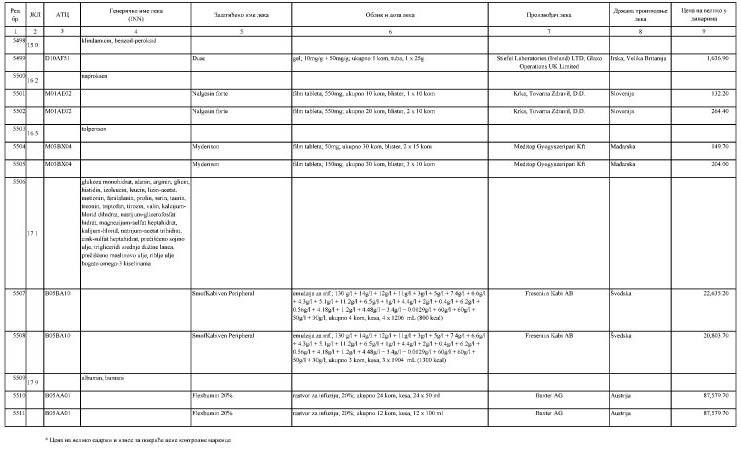 Ред. бр. ЈКЛ АТЦ Генеричко име лека (INN) Заштићено име лека Облик и доза лека Произвођач лека Држава производње лека Цена на велико у динарима
1 2 3 4 5 6 7 8 9
5498 15.0 klindamicin, benzoil-peroksid
5499 D10AF51 Duac gel; 10mg/g + 50mg/g; ukupno 1 kom, tuba, 1 x 25g Stiefel Laboratories (Ireland) LTD; Glaxo Operations UK Limited Irska, Velika Britanija 1,636.90
5500 16.2 naproksen
5501 M01AE02 Nalgesin forte film tableta; 550mg; ukupno 10 kom, blister, 1 x 10 kom Krka, Tovarna Zdravil, D.D. Slovenija 132.20
5502 M01AE02 Nalgesin forte film tableta; 550mg; ukupno 20 kom, blister, 2 x 10 kom Krka, Tovarna Zdravil, D.D. Slovenija 264.40
5503 16.5 tolperison
5504 M03BX04 Mydenson film tableta; 50mg; ukupno 30 kom, blister, 2 x 15 kom Meditop Gyogyszeripari Kft Mađarska 149.70
5505 M03BX04 Mydenson film tableta; 150mg; ukupno 30 kom, blister, 3 x 10 kom Meditop Gyogyszeripari Kft Mađarska 204.00
5506 17.1 glukoza monohidrat, alanin, arginin, glicin,
histidin, izoleucin, leucin, lizin-acetat,
metionin, fenilalanin, prolin, serin, taurin,
treonin, triptofan, tirozin, valin, kalcijum-
hlorid dihidrat, natrijum-glicerofosfat
hidrat, magnezijum-sulfat heptahidrat,
kalijum-hlorid, natrijum-acetat trihidrat,
cink-sulfat heptahidrat, prečišćeno sojino
ulje, trigliceridi srednje dužine lanca,
prečišćeno maslinovo ulje, riblje ulje
bogato omega-3 kiselinama
5507 B05BA10 SmofKabiven Peripheral emulzija za inf.; 130 g/l + 14g/l + 12g/l + 11g/l + 3g/l + 5g/l + 7.4g/l + 6.6g/l Fresenius Kabi AB Švedska 22,635.20
+ 4.3g/l + 5.1g/l + 11.2g/l + 6.5g/l + 1g/l + 4.4g/l + 2g/l + 0.4g/l + 6.2g/l +
0.56g/l + 4.18g/l + 1.2g/l + 4.48g/l + 3.4g/l + 0.0129g/l + 60g/l + 60g/l +
50g/l + 30g/l; ukupno 4 kom, kesa, 4 x 1206 mL (800 kcal)
5508 B05BA10 SmofKabiven Peripheral emulzija za inf.; 130 g/l + 14g/l + 12g/l + 11g/l + 3g/l + 5g/l + 7.4g/l + 6.6g/l Fresenius Kabi AB Švedska 20,803.70
+ 4.3g/l + 5.1g/l + 11.2g/l + 6.5g/l + 1g/l + 4.4g/l + 2g/l + 0.4g/l + 6.2g/l +
0.56g/l + 4.18g/l + 1.2g/l + 4.48g/l + 3.4g/l + 0.0129g/l + 60g/l + 60g/l +
50g/l + 30g/l; ukupno 3 kom, kesa, 3 x 1904 mL (1300 kcal)
5509 17.9 albumin, humani
5510 B05AA01 Flexbumin 20% rastvor za infuziju; 20%; ukupno 24 kom, kesa, 24 x 50 ml Baxter AG Austrija 87,579.70
5511 B05AA01 Flexbumin 20% rastvor za infuziju; 20%; ukupno 12 kom, kesa, 12 x 100 ml Baxter AG Austrija 87,579.70
* Цена на велико садржи и износ за покриће цене контролне маркице